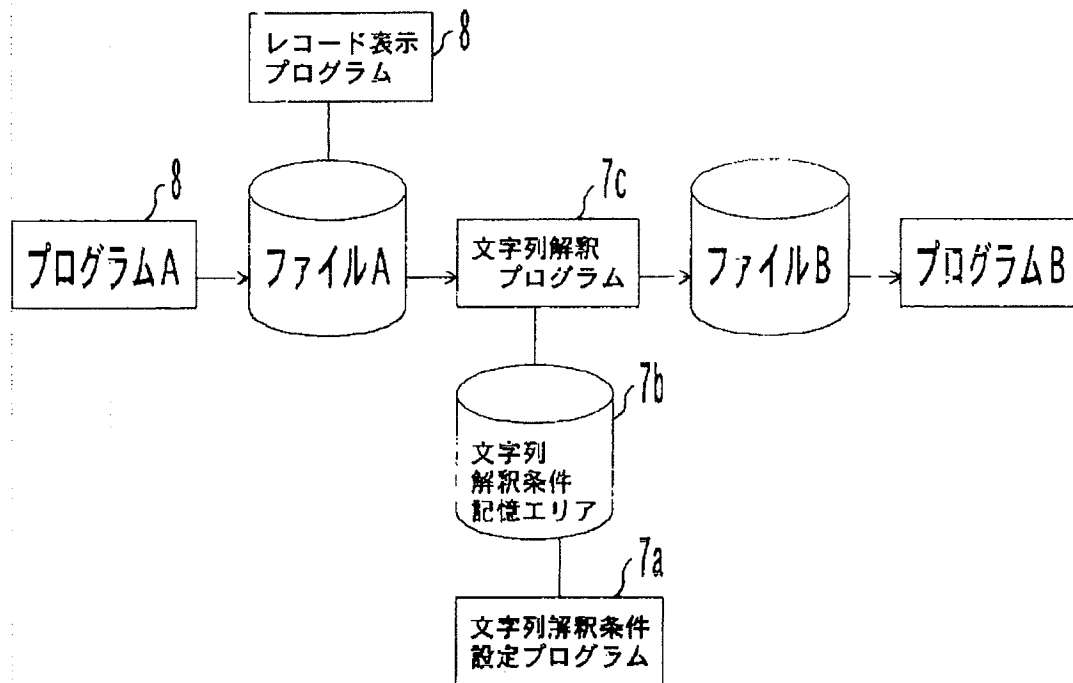 レコード表示
プログラム
8
8
プログラムA
ファイルA
7c
文字列解釈
プログラム
ファイルB
プログラムB
7b
文字列
解釈条件
記憶エリア
7a
文字列解釈条件
設定プログラム